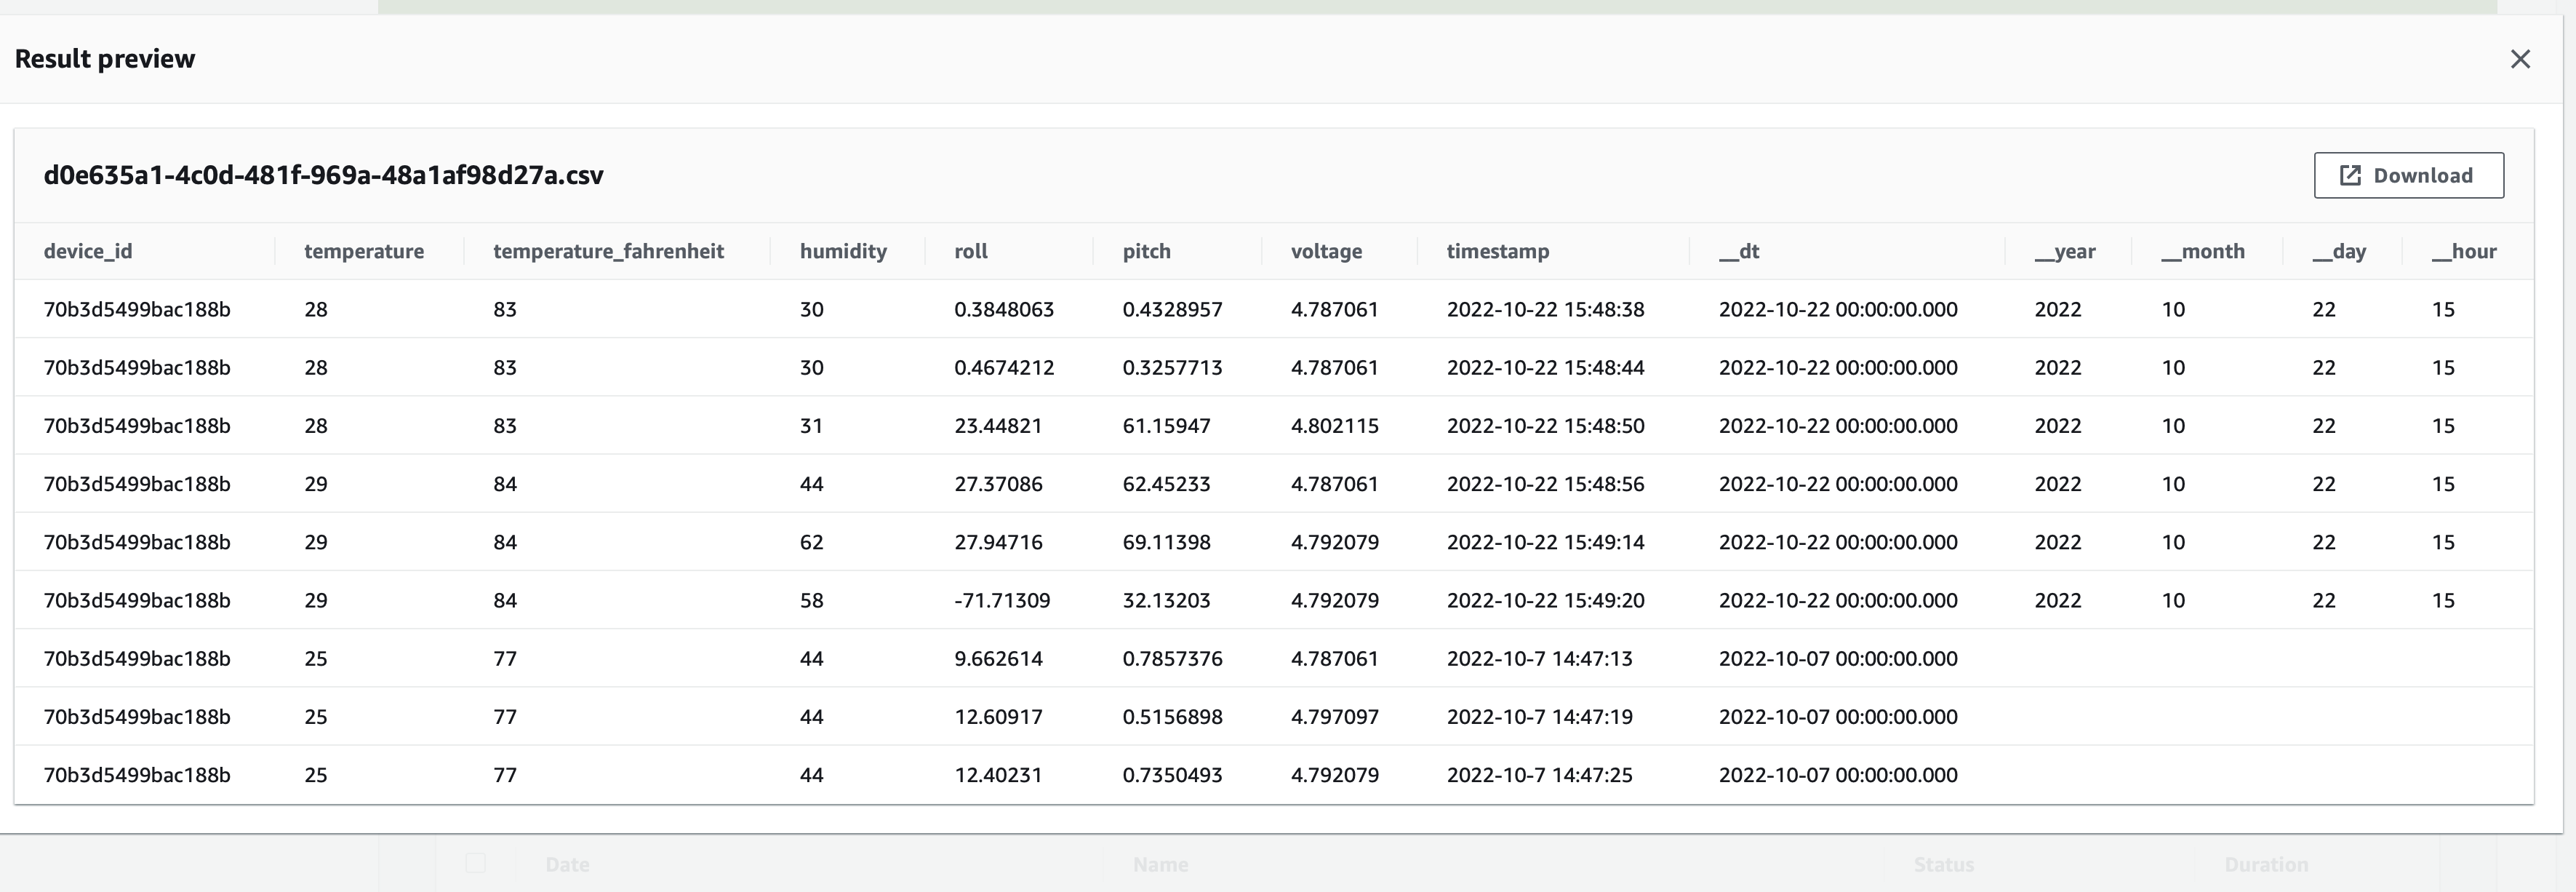 Result preview
d0e635a1-4c0d-481f-969a-48a1af98d27a.csv
Download
device_id temperature temperature_fahrenheit humidity roll pitch voltage timestamp __dt __year __month __day __hour
70b3d5499bac188b 28 83 30 0.3848063 0.4328957 4.787061 2022-10-22 15:48:38 2022-10-22 00:00:00.000 2022 10 22 15
70b3d5499bac188b 28 83 30 0.4674212 0.3257713 4.787061 2022-10-22 15:48:44 2022-10-22 00:00:00.000 2022 10 22 15
70b3d5499bac188b 28 83 31 23.44821 61.15947 4.802115 2022-10-22 15:48:50 2022-10-22 00:00:00.000 2022 10 22 15
70b3d5499bac188b 29 84 44 27.37086 62.45233 4.787061 2022-10-22 15:48:56 2022-10-22 00:00:00.000 2022 10 22 15
70b3d5499bac188b 29 84 62 27.94716 69.11398 4.792079 2022-10-22 15:49:14 2022-10-22 00:00:00.000 2022 10 22 15
70b3d5499bac188b 29 84 58 -71.71309 32.13203 4.792079 2022-10-22 15:49:20 2022-10-22 00:00:00.000 2022 10 22 15
70b3d5499bac188b 25 77 44 9.662614 0.7857376 4.787061 2022-10-7 14:47:13 2022-10-07 00:00:00.000
70b3d5499bac188b 25 77 44 12.60917 0.5156898 4.797097 2022-10-7 14:47:19 2022-10-07 00:00:00.000
70b3d5499bac188b 25 77 44 12.40231 0.7350493 4.792079 2022-10-7 14:47:25 2022-10-07 00:00:00.000
Date Name Status Duration